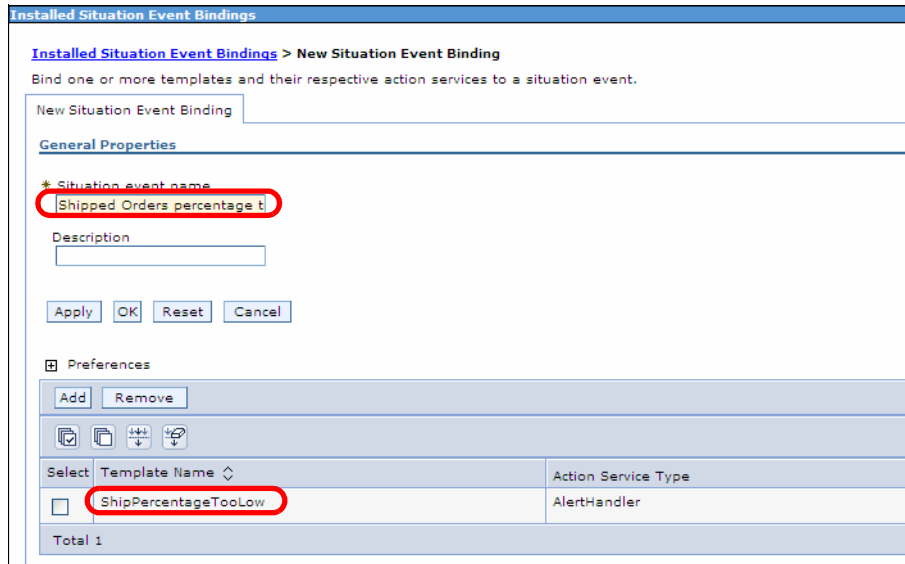 Installed Situation Event Bindings
Installed Situation Event Bindings > New Situation Event Binding
Bind one or more templates and their respective action services to a situation event.
New Situation Event Binding
General Properties
* Situation event name
Shipped Orders percentage t
Description
Apply OK Reset Cancel
Preferences
Add Remove
Select Template Name Action Service Type
ShipPercentageTooLow AlertHandler
Total 1